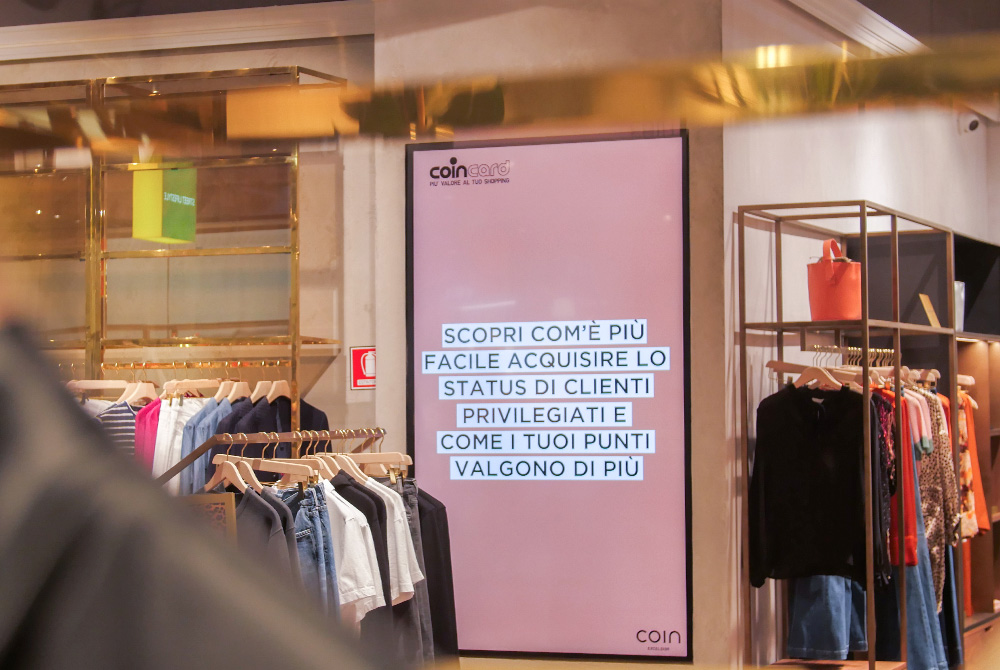 coincard
PIU' VALORE AL TUO SHOPPING
SCOPRI COM'È PIÙ
FACILE ACQUISIRE LO
STATUS DI CLIENTI
PRIVILEGIATI E
COME I TUOI PUNTI
VALGONO DI PIÙ
COIN